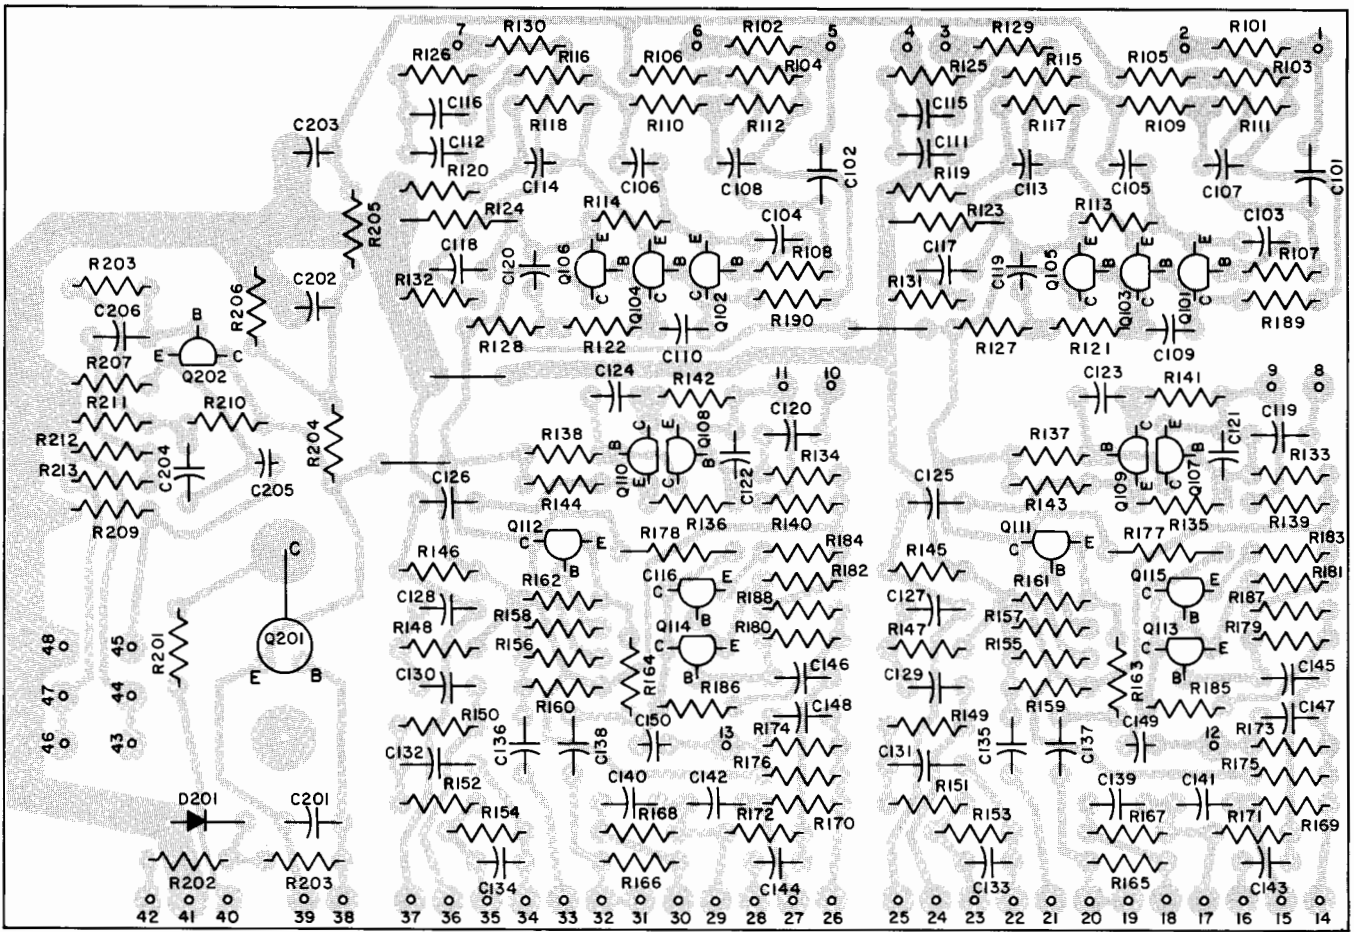 7 R130 6 R102 5 4 3 R129 2 R101 1
R126 R116 R106 R104 R125 R115 R105 R103
C116 C115
R118 R110 R112 R117 R109 R111
C203 C112 C111
R120 C114 C106 C108 C102 R119 C113 C105 C107 C101
R205 R124 R114 C104 R123 R113 C103
E E E E E E
C118 C120 Q106 B B B R108 C117 C119 Q105 B B B R107
R203 R206 C202 R132 C Q104 C C Q102 R131 C Q103 C Q101 C
C206 B R190 R189
R207 E C R128 R122 C110 R127 R121 C109
Q202 C124 R142 11 10 C123 R141 9 8
R211 R210 C120 C119
R212 R204 R138 B C E Q108 B C121 R137 B C E B R133
R213 C204 Q110 E C C122 R134 Q109 E C Q107
C205 C126 R144 C125 R143
R209 R136 R140 R135 R139
Q112 C E B R178 R184 Q111 C E B R177 R183
C R146 C116 E R182 R145 Q115 E R181
R162 C B R161 C B
C128 R158 R188 C127 R157 R187
48 45 R201 Q201 R148 R156 Q114 R180 R147 R155 Q113 R179
C E C E
E B R164 B C146 R163 B C145
47 44 C130 R160 R186 C129 R159 R185
R150 C136 C138 C150 C148 R149 C135 C137 C149 C147
46 43 C132 13 R174 C131 12 R173
R176 R175
D201 C201 R152 C140 C142 R151 C139 C141
R154 R168 R172 R170 R153 R167 R171 R169
R202 R203 C134 R166 C144 C133 R165 C143
42 41 40 39 38 37 36 35 34 33 32 31 30 29 28 27 26 25 24 23 22 21 20 19 18 17 16 15 14